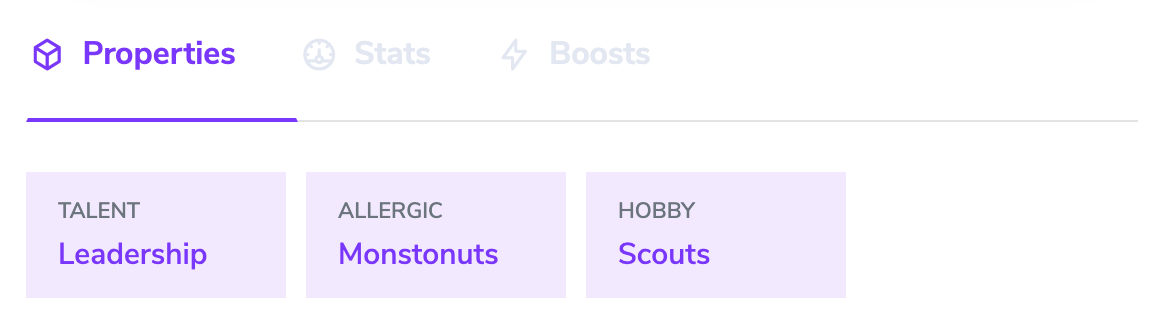 Properties Stats Boosts
TALENT ALLERGIC HOBBY
Leadership Monstonuts Scouts